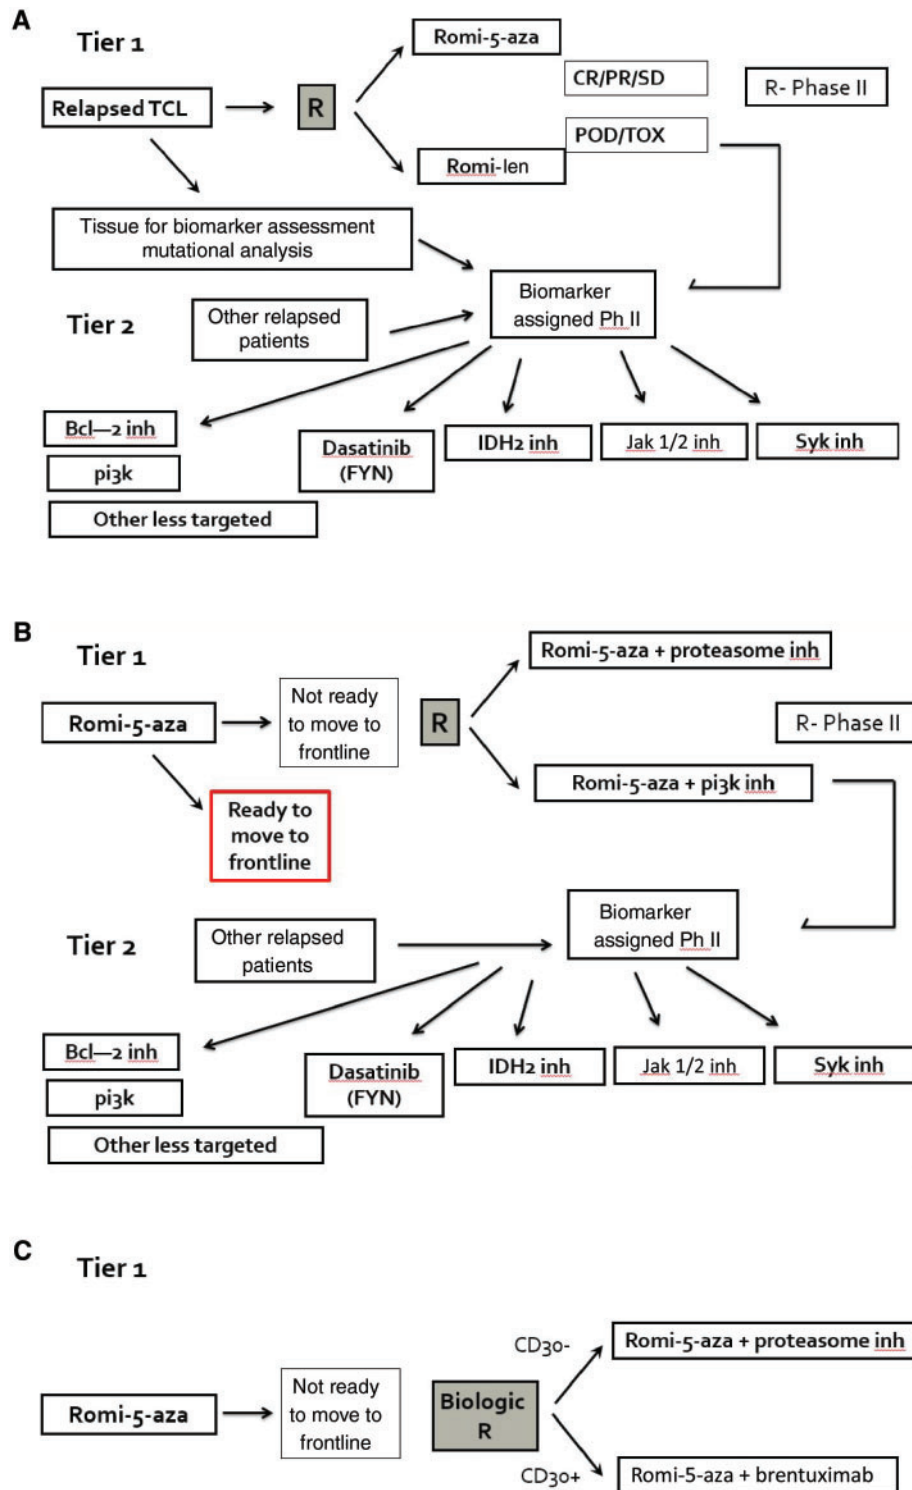 A
Tier 1
Romi-5-aza
CR/PR/SD
R- Phase II
Relapsed TCL
R
POD/TOX
Romi-len
Tissue for biomarker assessment
mutational analysis
Biomarker
assigned Ph II
Tier 2
Other relapsed
patients
Bcl—2 inh
pi3k
Other less targeted
Dasatinib
(FYN)
IDH2 inh
Jak 1/2 inh
Syk inh
B
Tier 1
Romi-5-aza + proteasome inh
Romi-5-aza
Not ready
to move to
frontline
R
R- Phase II
Romi-5-aza + pi3k inh
Ready to
move to
frontline
Biomarker
assigned Ph II
Tier 2
Other relapsed
patients
Bcl—2 inh
pi3k
Other less targeted
Dasatinib
(FYN)
IDH2 inh
Jak 1/2 inh
Syk inh
C
Tier 1
CD30-
Romi-5-aza + proteasome inh
Romi-5-aza
Not ready
to move to
frontline
Biologic
R
CD30+
Romi-5-aza + brentuximab